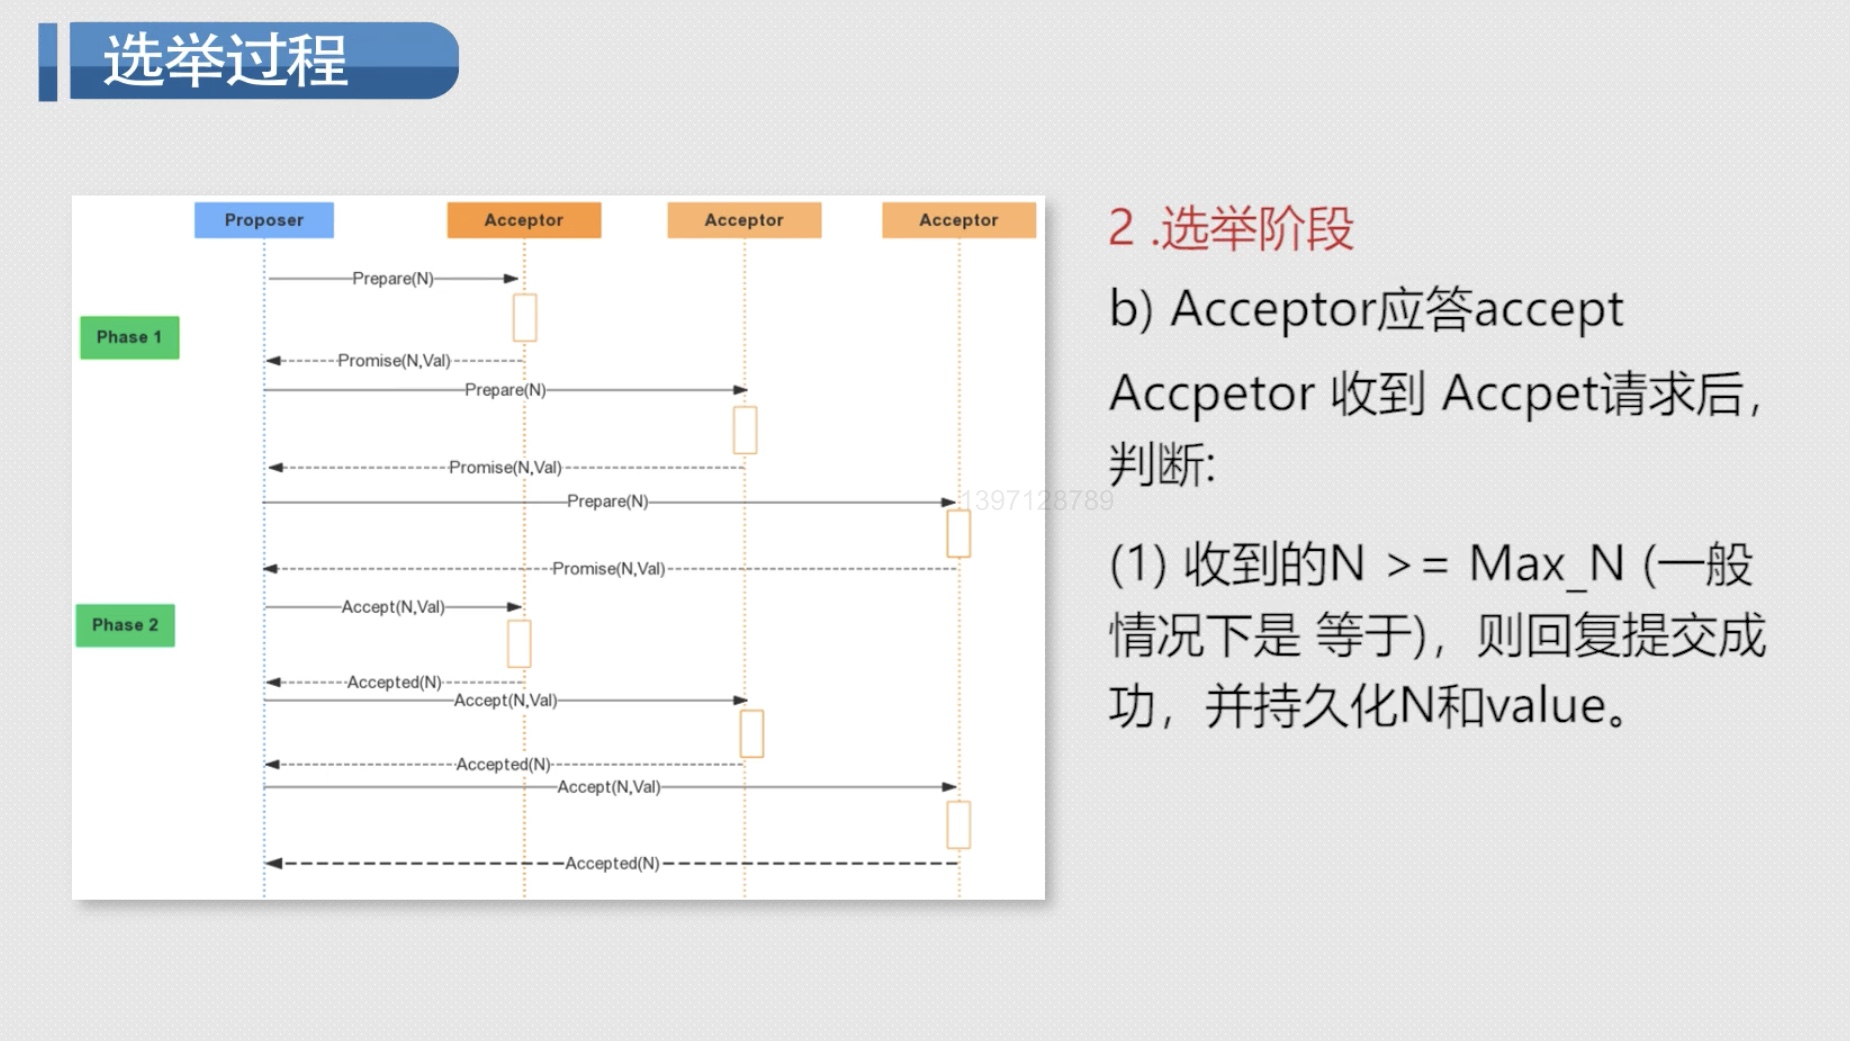 选举过程
Proposer
Acceptor
Acceptor
Acceptor
Prepare(N)
Phase 1
Promise(N,Val)
Prepare(N)
Promise(N,Val)
Prepare(N)
Promise(N,Val)
Accept(N,Val)
Phase 2
Accepted(N)
Accept(N,Val)
Accepted(N)
Accept(N,Val)
Accepted(N)
2 .选举阶段
b) Acceptor应答accept
Accpetor 收到 Accpet请求后，
判断:
1397128789
(1) 收到的N >= Max_N (一般
情况下是 等于)，则回复提交成
功，并持久化N和value。